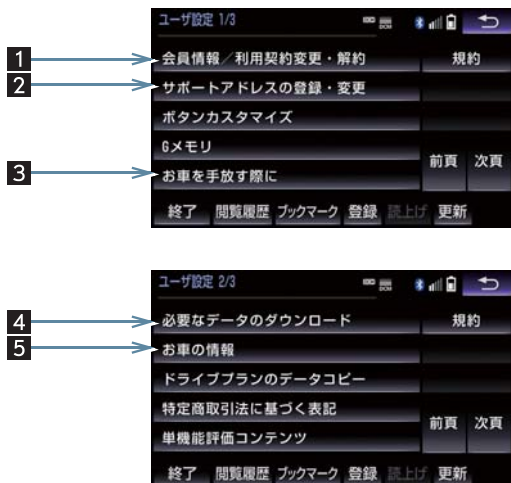 ユーザ設定 1/3
DCM
1 会員情報/利用契約変更・解約 規約
2 サポートアドレスの登録・変更
ボタンカスタマイズ
Gメモリ
3 お車を手放す際に 前頁 次頁
終了 閲覧履歴 ブックマーク 登録 読上げ 更新
ユーザ設定 2/3
DCM
4 必要なデータのダウンロード 規約
5 お車の情報
ドライブプランのデータコピー
特定商取引法に基づく表記
単機能評価コンテンツ 前頁 次頁
終了 閲覧履歴 ブックマーク 登録 読上げ 更新